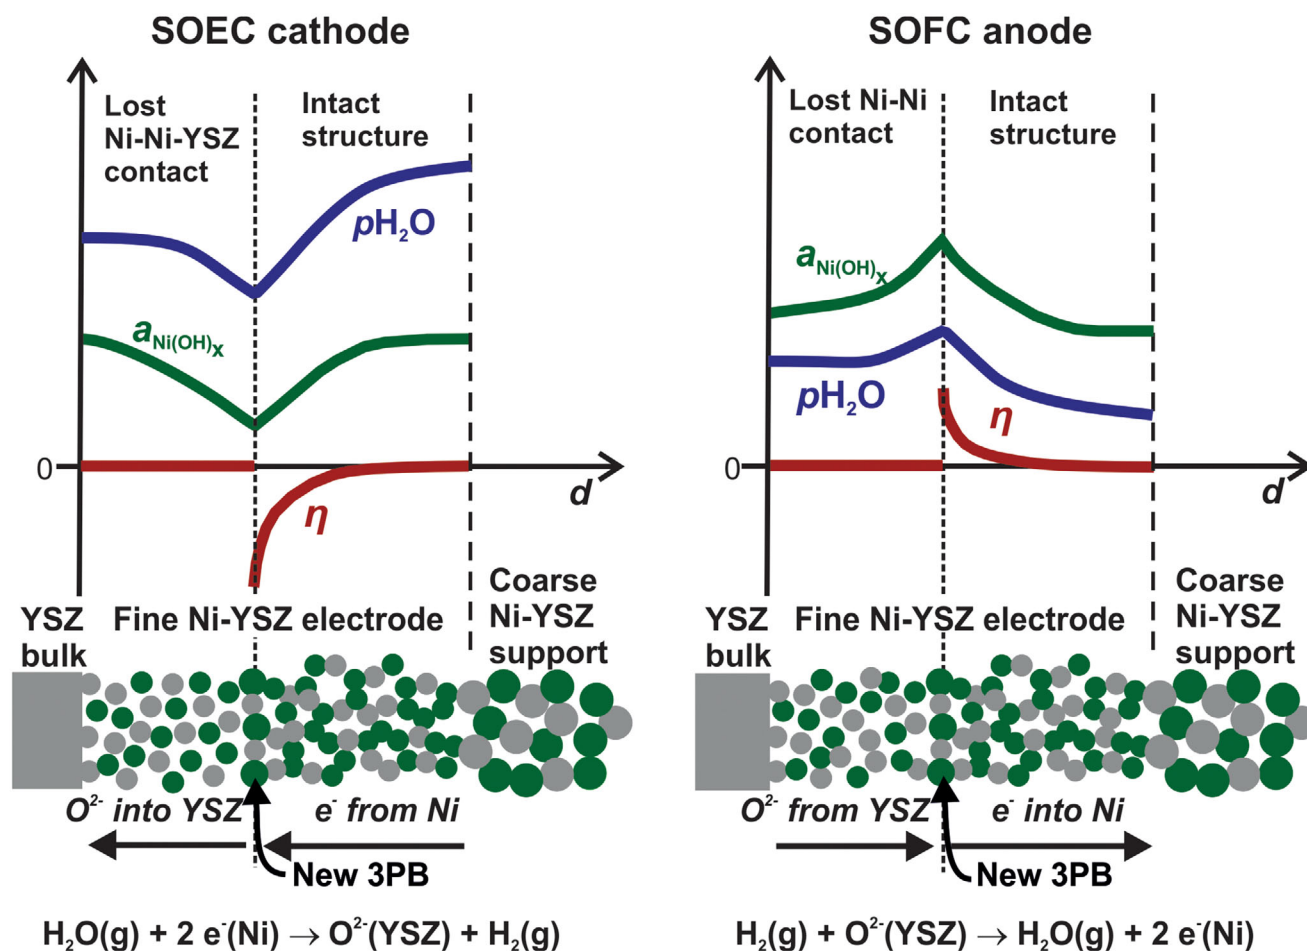 SOEC cathode
Lost
Ni-Ni-YSZ
contact
Intact
structure
pH₂O
a Ni(OH)ₓ
0
d
η
YSZ
bulk
Fine Ni-YSZ electrode
Coarse
Ni-YSZ
support
O²⁻ into YSZ
e⁻ from Ni
New 3PB
H₂O(g) + 2 e⁻(Ni) → O²⁻(YSZ) + H₂(g)
SOFC anode
Lost Ni-Ni
contact
Intact
structure
a Ni(OH)ₓ
pH₂O
η
0
d
YSZ
bulk
Fine Ni-YSZ electrode
Coarse
Ni-YSZ
support
O²⁻ from YSZ
e⁻ into Ni
New 3PB
H₂(g) + O²⁻(YSZ) → H₂O(g) + 2 e⁻(Ni)